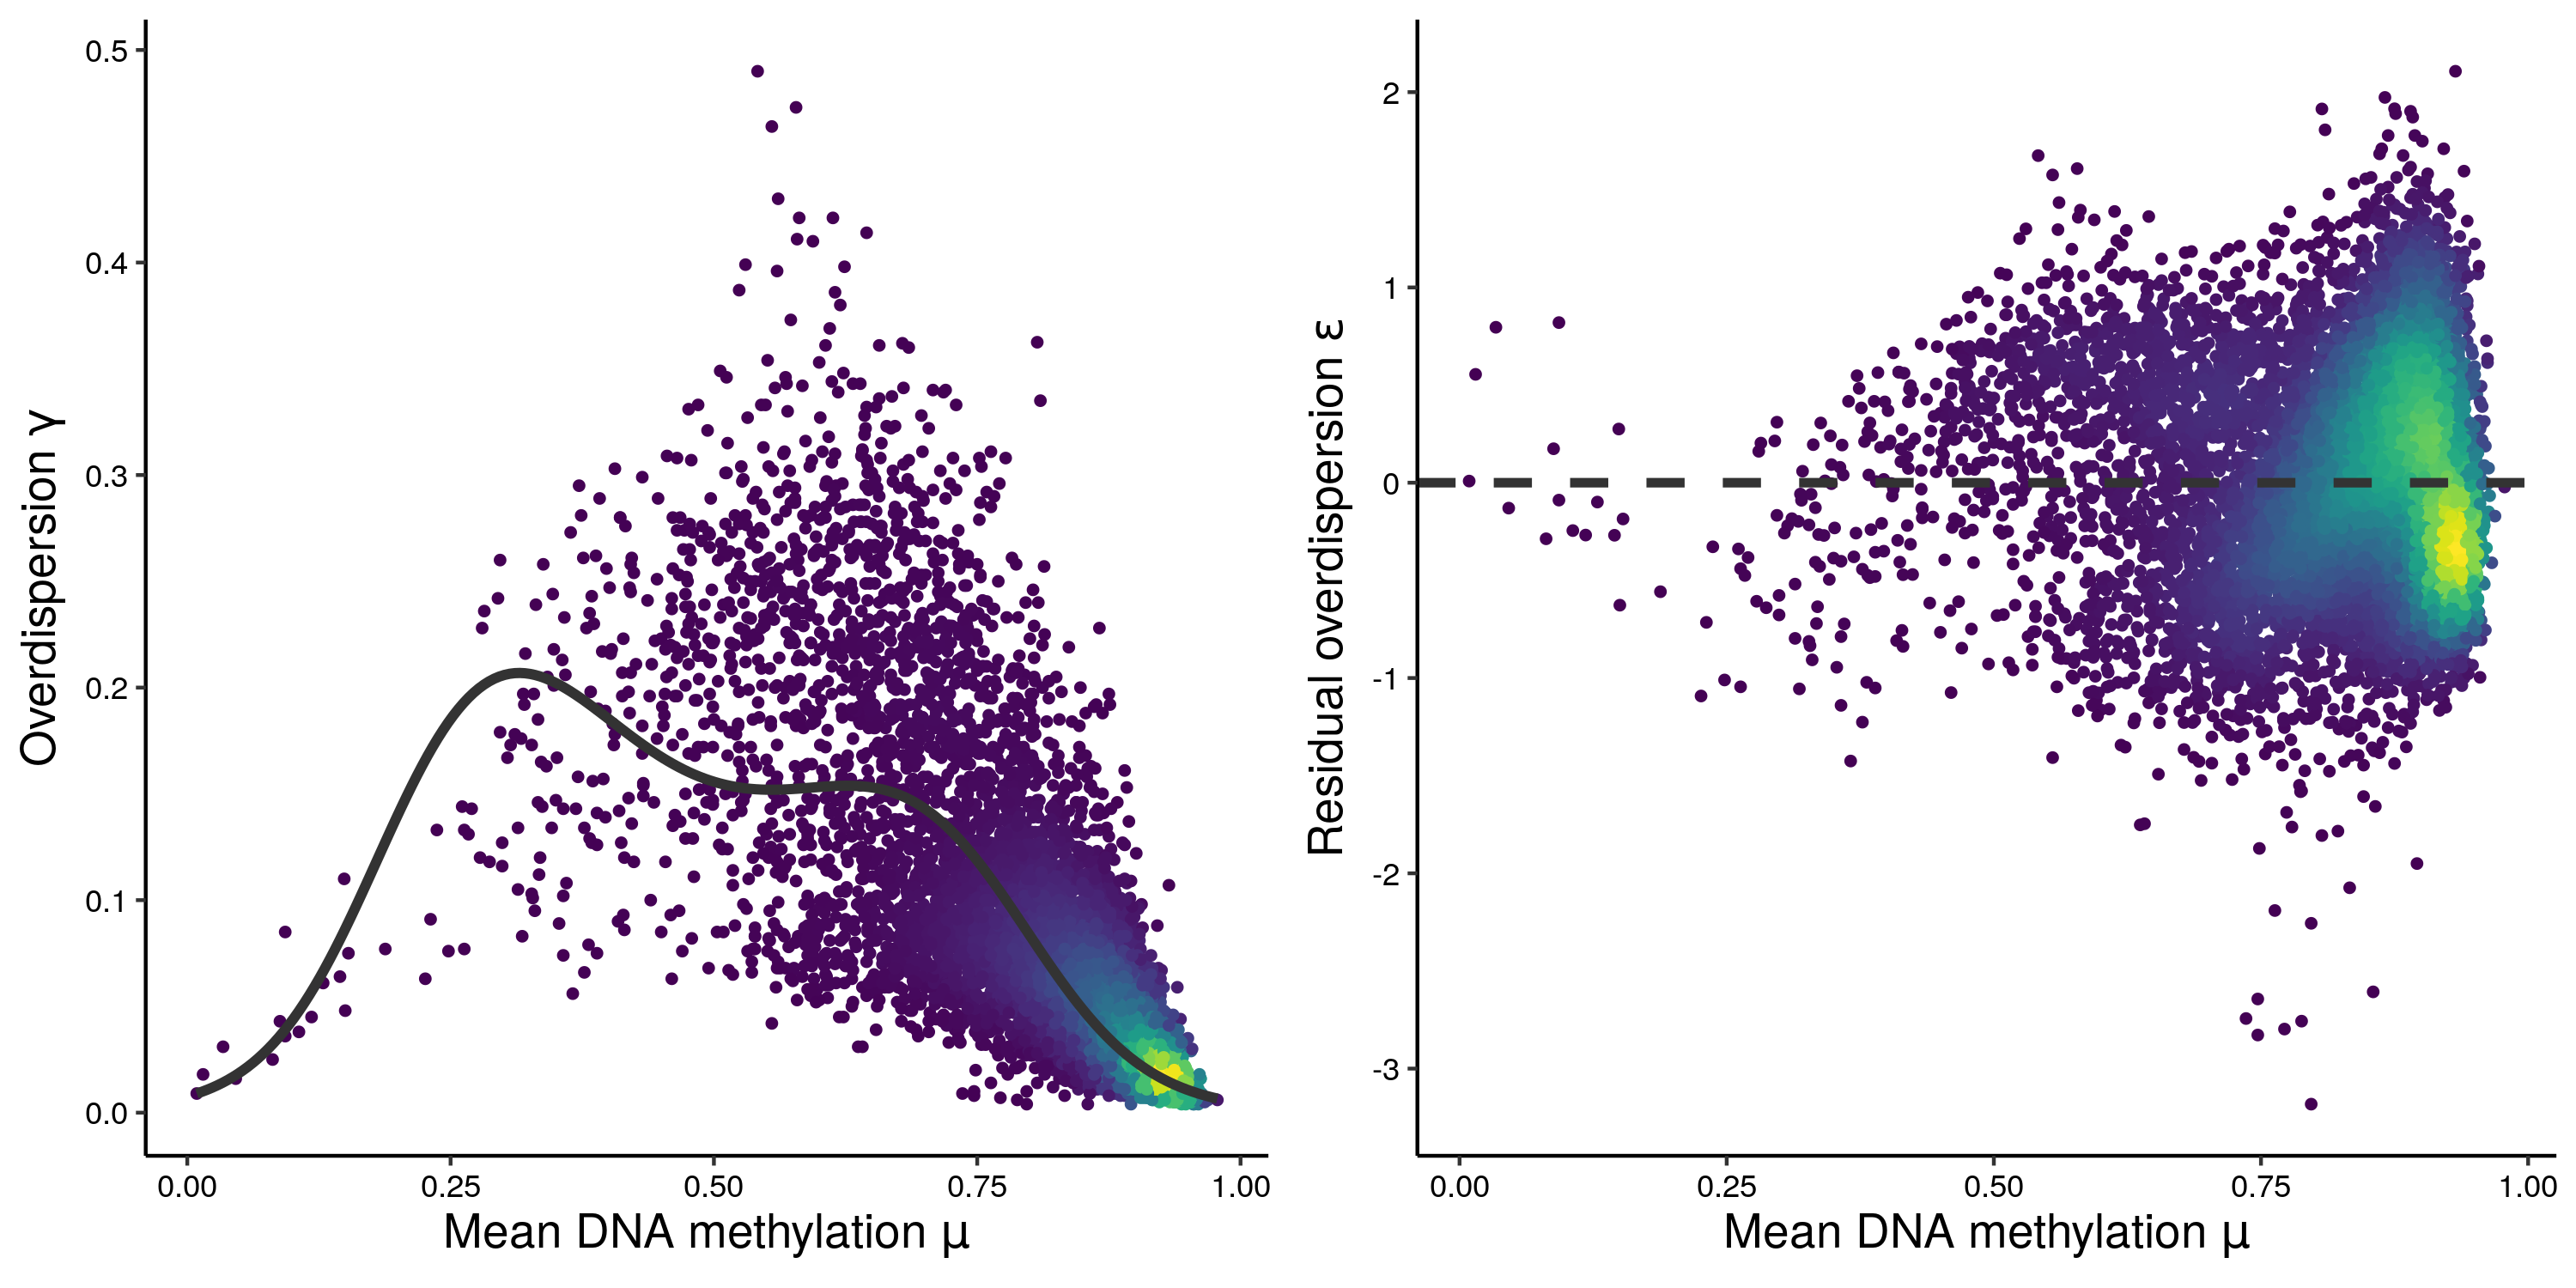 Overdispersion γ
0.5
0.4
0.3
0.2
0.1
0.0
0.00 0.25 0.50 0.75 1.00
Mean DNA methylation μ
Residual overdispersion ε
2
1
0
-1
-2
-3
0.00 0.25 0.50 0.75 1.00
Mean DNA methylation μ